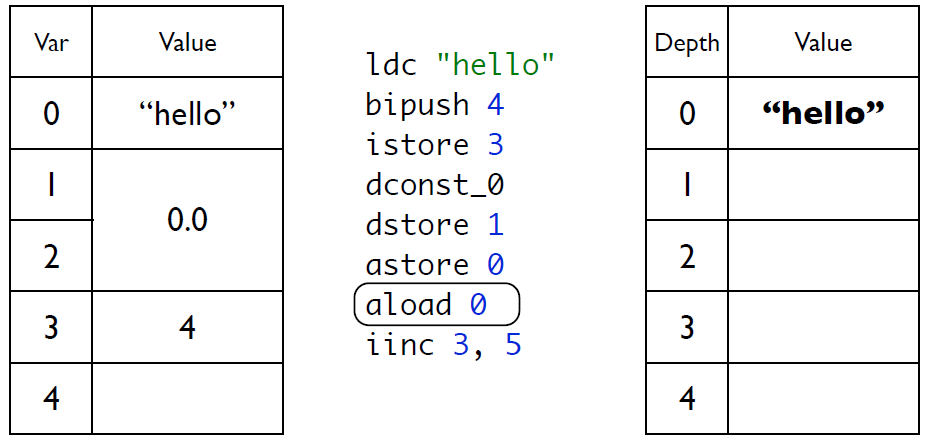 Var Value
0 “hello”
1
0.0
2
3 4
4
ldc "hello"
bipush 4
istore 3
dconst_0
dstore 1
astore 0
aload 0
iinc 3, 5
Depth Value
0 “hello”
1
2
3
4